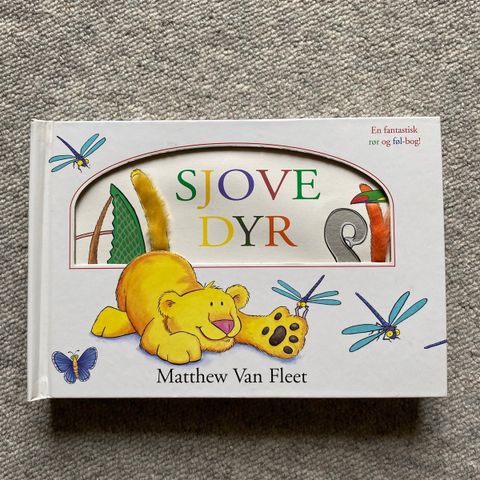 En fantastisk
rør og føl-bog!
SJOVE
DYR
Matthew Van Fleet